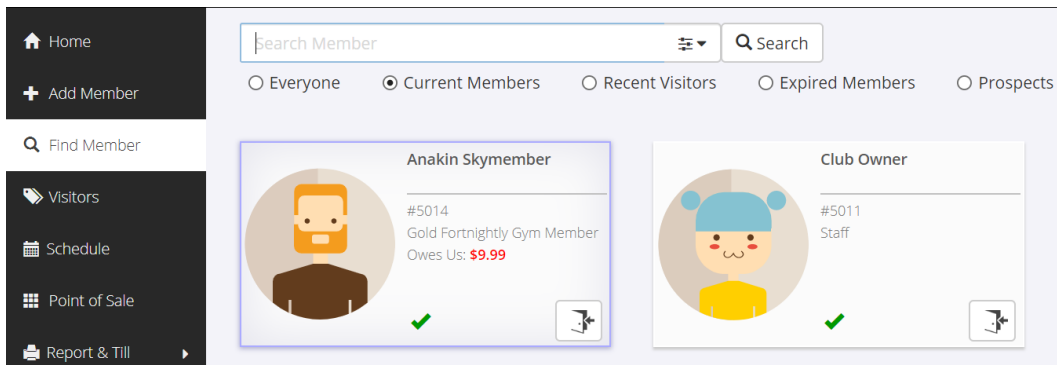 Home
Add Member
Find Member
Visitors
Schedule
Point of Sale
Report & Till
Search Member
Search
Everyone
Current Members
Recent Visitors
Expired Members
Prospects
Anakin Skymember
#5014
Gold Fortnightly Gym Member
Owes Us: $9.99
Club Owner
#5011
Staff